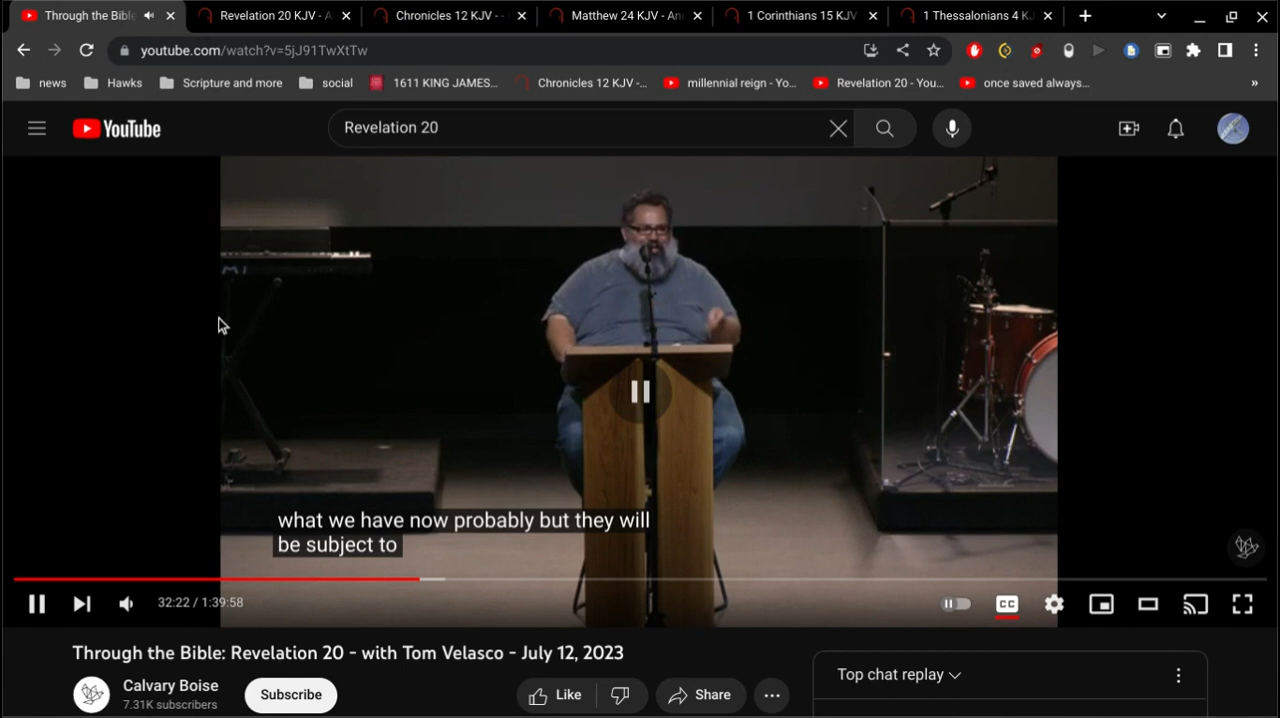 Through the Bible
Revelation 20 KJV - A
Chronicles 12 KJV - -
Matthew 24 KJV - An
1 Corinthians 15 KJV
1 Thessalonians 4 KJ
youtube.com/watch?v=5jJ91TwXtTw
news
Hawks
Scripture and more
social
1611 KING JAMES...
Chronicles 12 KJV -...
millennial reign - Yo...
Revelation 20 - You...
once saved always...
»
YouTube
Revelation 20
what we have now probably but they will
be subject to
32:22 / 1:39:58
CC
Through the Bible: Revelation 20 - with Tom Velasco - July 12, 2023
Top chat replay
Calvary Boise
7.31K subscribers
Subscribe
Like
Share